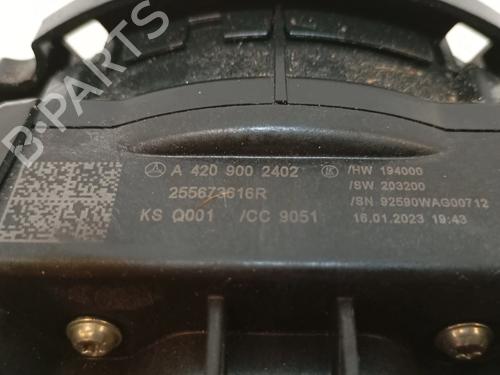 B-PARTS
A 420 900 2402
/HW 194000
255673616R
/SW 203200
/SN 92590WAG00712
KS Q001 /CC 9051
16.01.2023 19:43